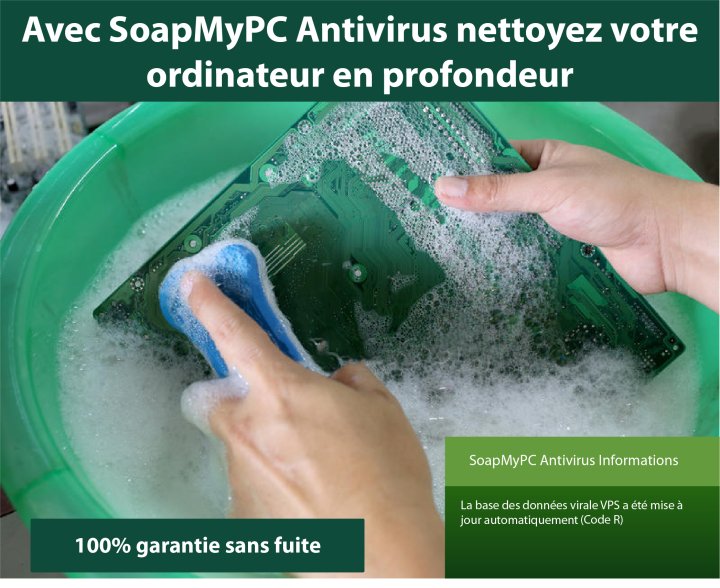 Avec SoapMyPC Antivirus nettoyez votre
ordinateur en profondeur
SoapMyPC Antivirus Informations
La base des données virale VPS a été mise à
jour automatiquement (Code R)
100% garantie sans fuite